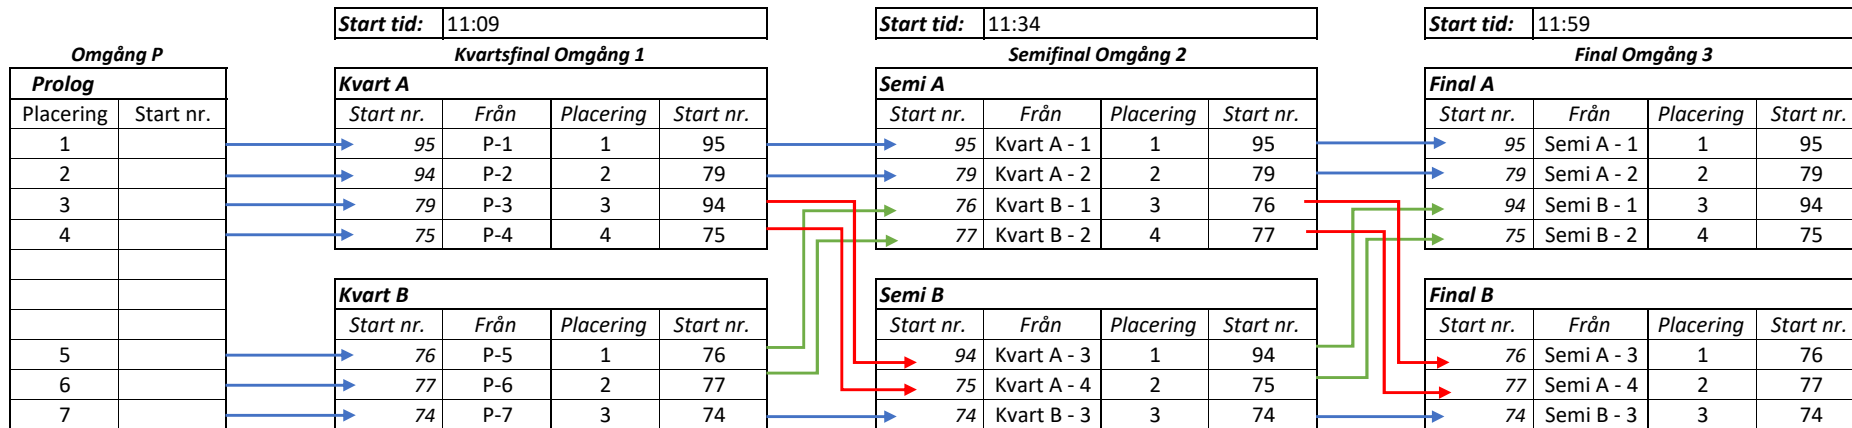 Start tid: 11:09 Start tid: 11:34 Start tid: 11:59
Omgång P Kvartsfinal Omgång 1 Semifinal Omgång 2 Final Omgång 3
Prolog Kvart A Semi A Final A
Placering Start nr. Start nr. Från Placering Start nr. Start nr. Från Placering Start nr. Start nr. Från Placering Start nr.
1 95 P-1 1 95 95 Kvart A - 1 1 95 95 Semi A - 1 1 95
2 94 P-2 2 79 79 Kvart A - 2 2 79 79 Semi A - 2 2 79
3 79 P-3 3 94 76 Kvart B - 1 3 76 94 Semi B - 1 3 94
4 75 P-4 4 75 77 Kvart B - 2 4 77 75 Semi B - 2 4 75
Kvart B Semi B Final B
Start nr. Från Placering Start nr. Start nr. Från Placering Start nr. Start nr. Från Placering Start nr.
5 76 P-5 1 76 94 Kvart A - 3 1 94 76 Semi A - 3 1 76
6 77 P-6 2 77 75 Kvart A - 4 2 75 77 Semi A - 4 2 77
7 74 P-7 3 74 74 Kvart B - 3 3 74 74 Semi B - 3 3 74